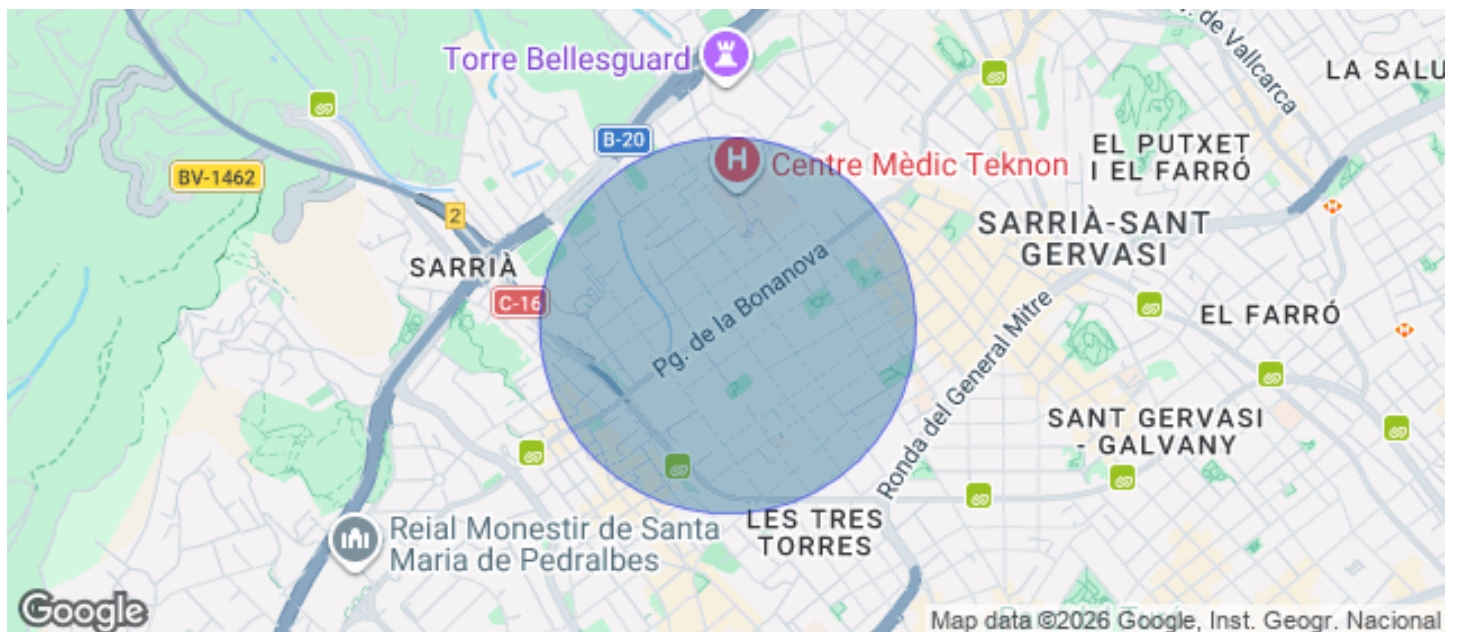 Torre Bellesguard
de Vallcarca
LA SALU
B-20
EL PUTXET
I EL FARRÓ
Centre Mèdic Teknon
BV-1462
2
SARRIÀ-SANT
GERVASI
SARRIÀ
C-16
Pg. de la Bonanova
EL FARRÓ
Ronda del General Mitre
SANT GERVASI
- GALVANY
LES TRES
TORRES
Reial Monestir de Santa
Maria de Pedralbes
Google
Map data ©2026 Google, Inst. Geogr. Nacional